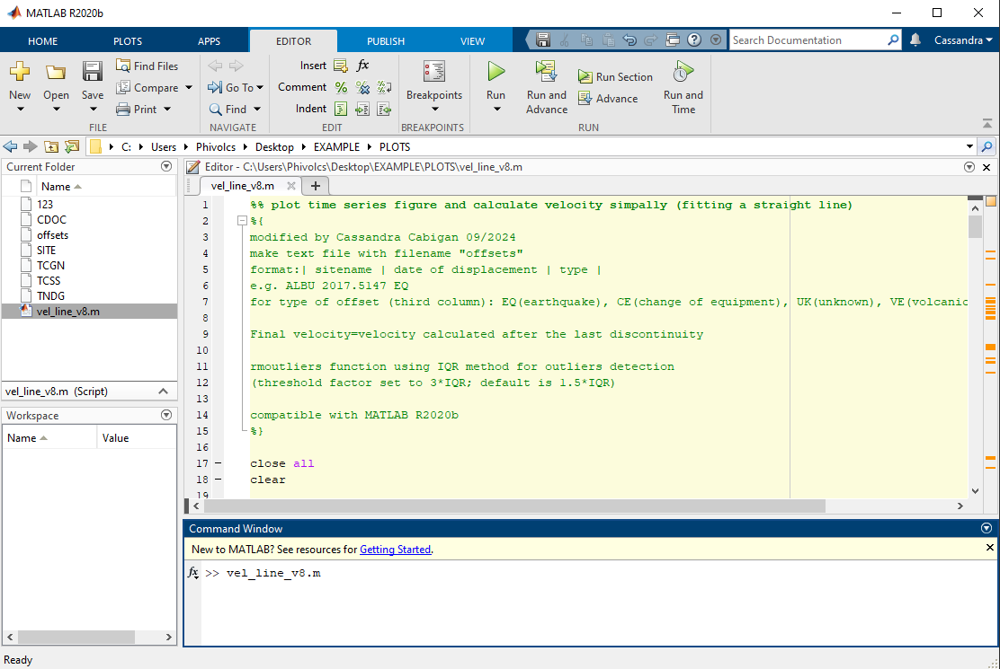 MATLAB R2020b
HOME PLOTS APPS EDITOR PUBLISH VIEW Search Documentation Cassandra
New Open Save Find Files Compare Print
FILE
Go To Find
NAVIGATE
Insert fx
Comment % %
Indent
EDIT
Breakpoints
BREAKPOINTS
Run Run and Advance Run Section Advance Run and Time
RUN
C: Users Phivolcs Desktop EXAMPLE PLOTS
Current Folder
Name
123
CDOC
offsets
SITE
TCGN
TCSS
TNDG
vel_line_v8.m
vel_line_v8.m (Script)
Workspace
Name Value
Editor - C:\Users\Phivolcs\Desktop\EXAMPLE\PLOTS\vel_line_v8.m
vel_line_v8.m
1 %% plot time series figure and calculate velocity simpally (fitting a straight line)
2 %{
3 modified by Cassandra Cabigan 09/2024
4 make text file with filename "offsets"
5 format:| sitename | date of displacement | type |
6 e.g. ALBU 2017.5147 EQ
7 for type of offset (third column): EQ(earthquake), CE(change of equipment), UK(unknown), VE(volcanic
8
9 Final velocity=velocity calculated after the last discontinuity
10
11 rmoutliers function using IQR method for outliers detection
12 (threshold factor set to 3*IQR; default is 1.5*IQR)
13
14 compatible with MATLAB R2020b
15 %}
16
17 close all
18 clear
19
Command Window
New to MATLAB? See resources for Getting Started.
fx >> vel_line_v8.m
Ready